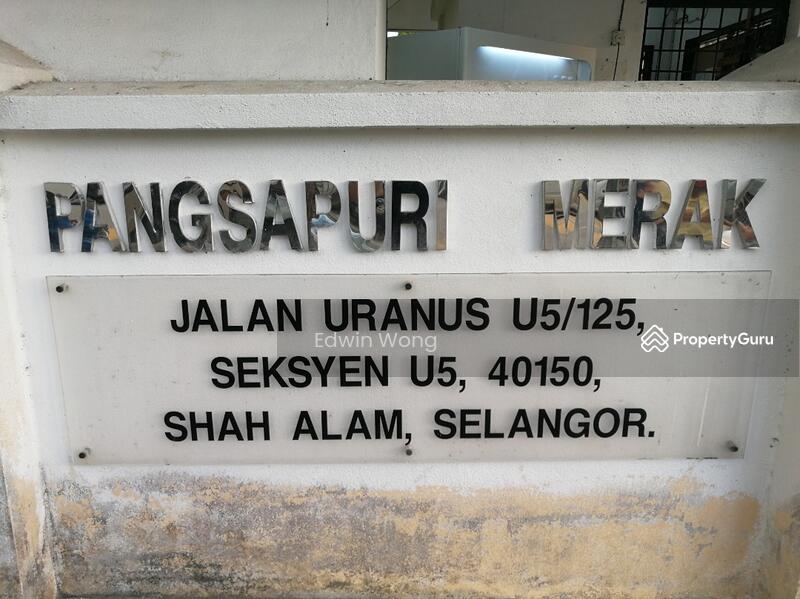 PANGSAPURI MERAK
JALAN URANUS U5/125,
Edwin Wong
PropertyGuru
SEKSYEN U5, 40150,
SHAH ALAM, SELANGOR.